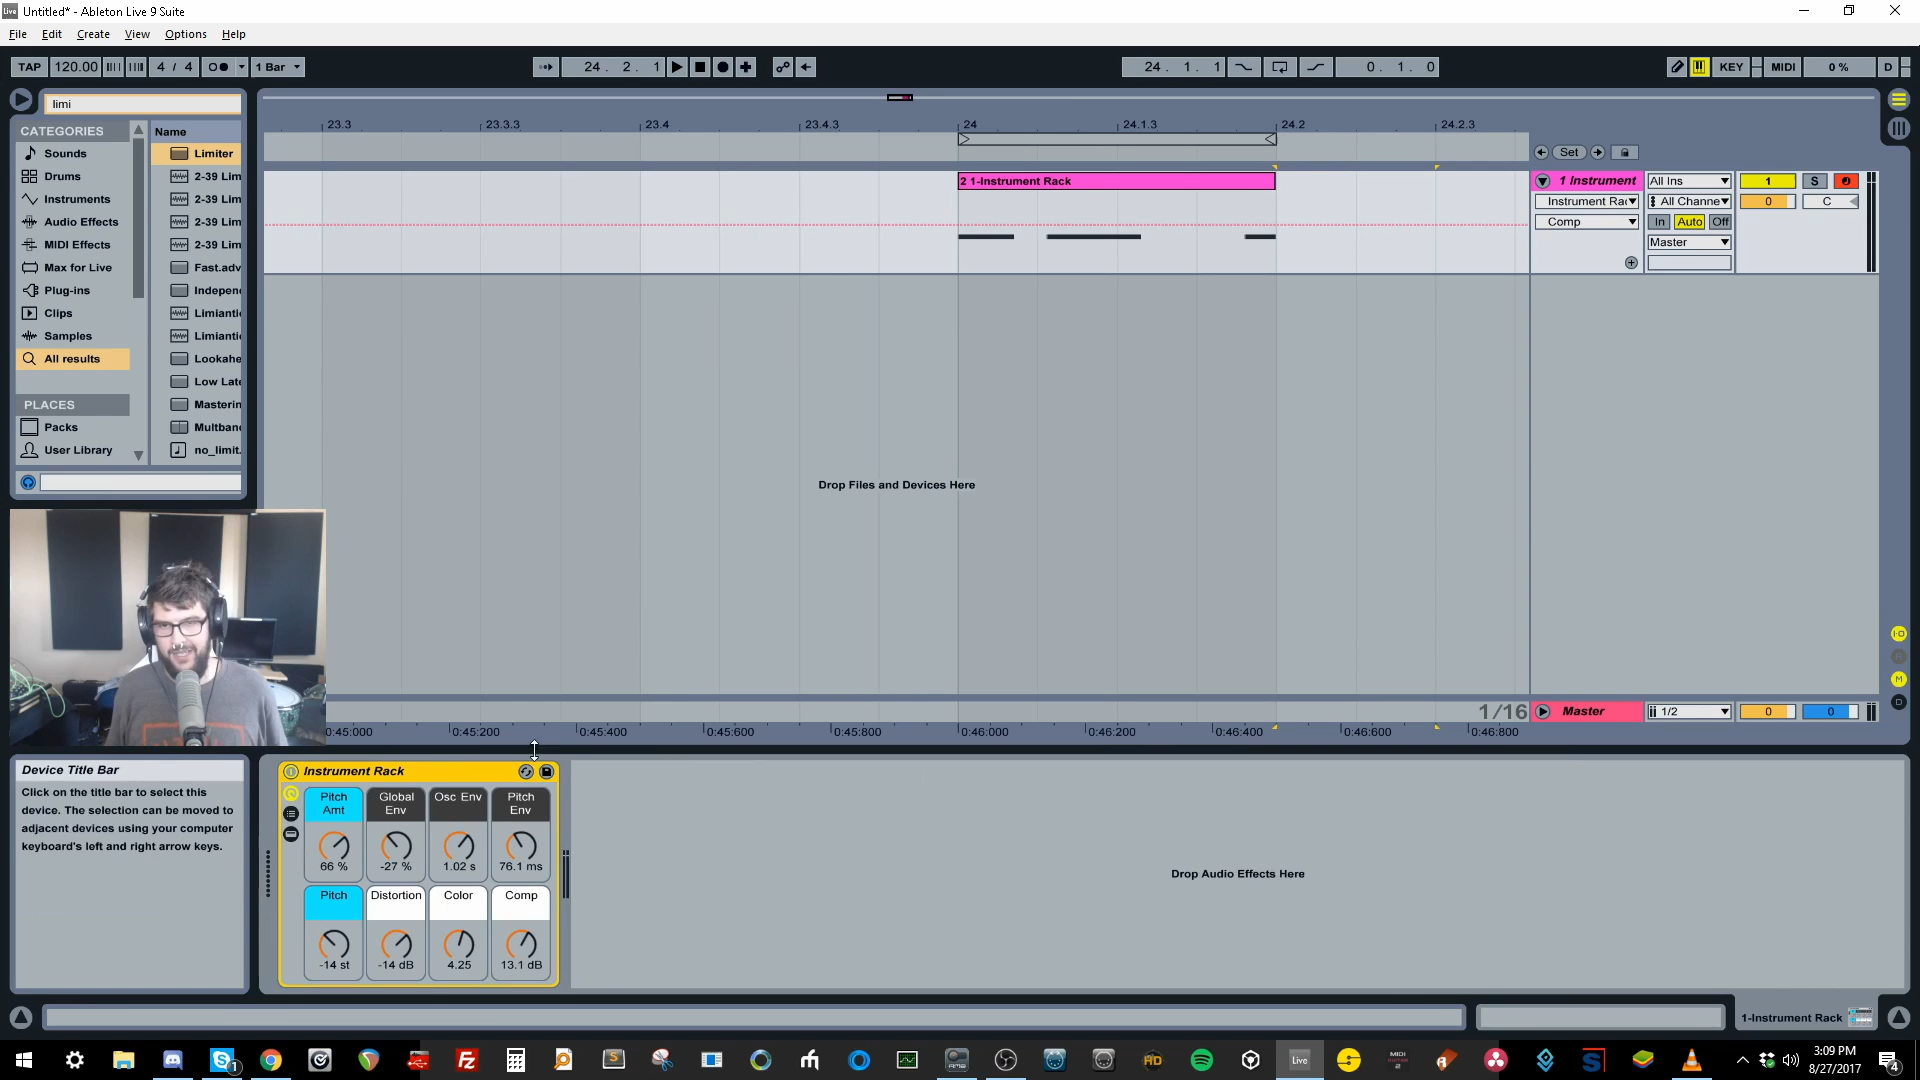 Untitled* - Ableton Live 9 Suite
File Edit Create View Options Help
TAP 120.00 4 / 4 1 Bar 24. 2. 1 24. 1. 1 0. 1. 0 KEY MIDI 0 % D
limi
CATEGORIES
Sounds
Drums
Instruments
Audio Effects
MIDI Effects
Max for Live
Plug-ins
Clips
Samples
All results
PLACES
Packs
User Library
Name
Limiter
2-39 Lim
2-39 Lim
2-39 Lim
2-39 Lim
Fast.adv
Indepen
Limianti
Limianti
Lookahe
Low Late
Masterin
Multban
no_limit.
23.3 23.3.3 23.4 23.4.3 24 24.1.3 24.2 24.2.3
Set
2 1-Instrument Rack
1 Instrument All Ins 1 S
Instrument Rac All Channe 0 C
Comp In Auto Off
Master
Drop Files and Devices Here
1/16 Master 1/2 0 0
0:45:000 0:45:200 0:45:400 0:45:600 0:45:800 0:46:000 0:46:200 0:46:400 0:46:600 0:46:800
Device Title Bar
Click on the title bar to select this
device. The selection can be moved to
adjacent devices using your computer
keyboard's left and right arrow keys.
Instrument Rack
Pitch Amt
Global Env
Osc Env
Pitch Env
66 % -27 % 1.02 s 76.1 ms
Pitch Distortion Color Comp
-14 st -14 dB 4.25 13.1 dB
Drop Audio Effects Here
1-Instrument Rack
Live
3:09 PM
8/27/2017